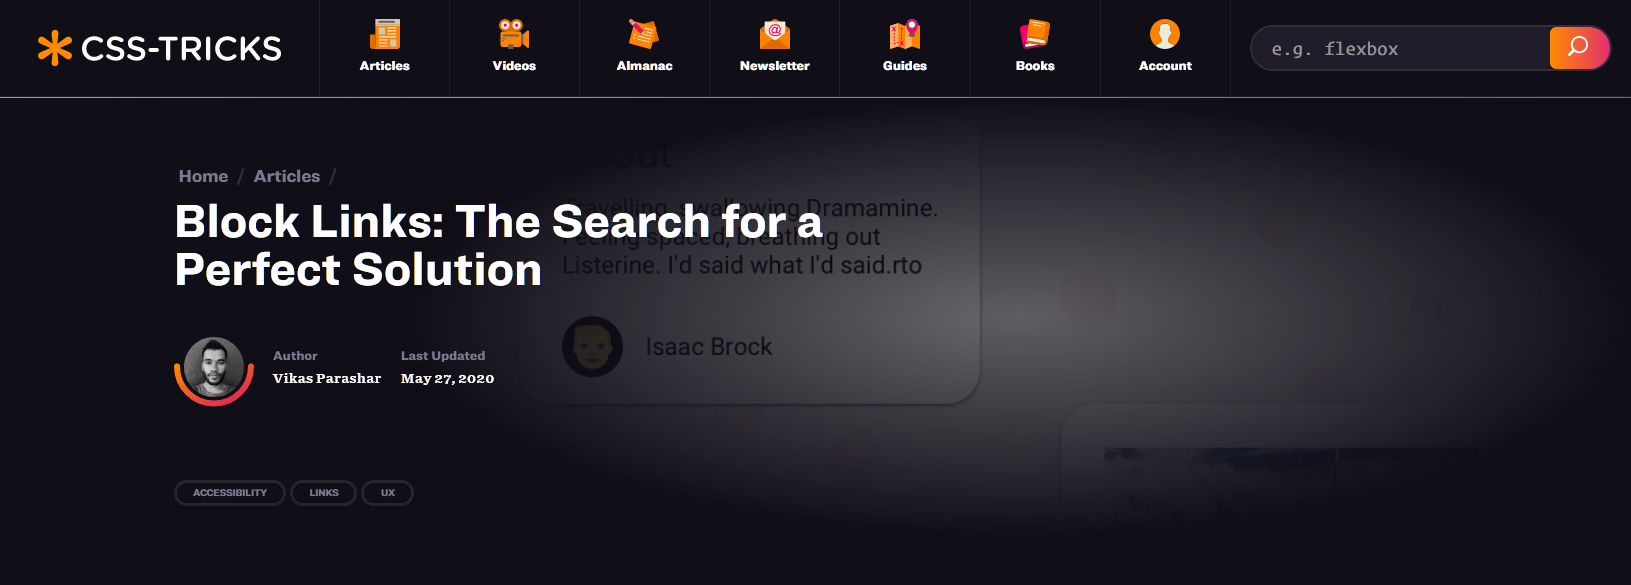 CSS-TRICKS
Articles
Videos
Almanac
Newsletter
Guides
Books
Account
e.g. flexbox
Home / Articles /
Block Links: The Search for a
Perfect Solution
Travelling, swallowing Dramamine.
Feeling spaced, breathing out
Listerine. I'd said what I'd said.rto
Isaac Brock
Author
Vikas Parashar
Last Updated
May 27, 2020
ACCESSIBILITY
LINKS
UX